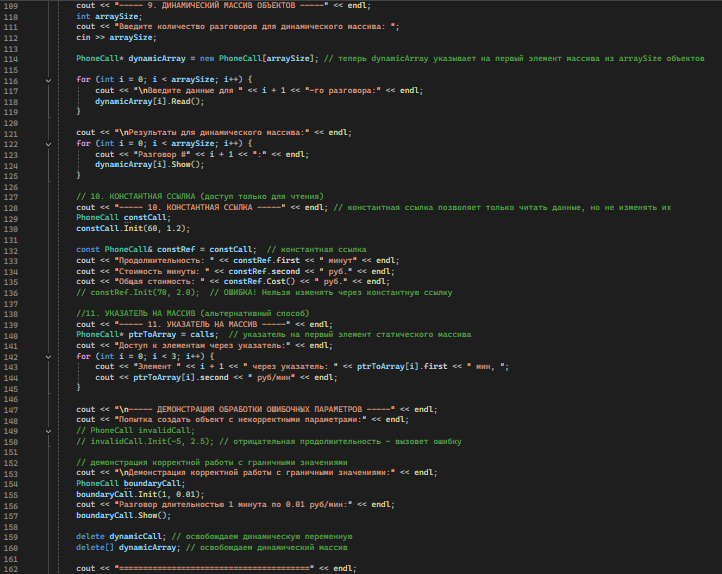 109 cout << "----- 9. ДИНАМИЧЕСКИЙ МАССИВ ОБЪЕКТОВ -----" << endl;
110 int arraySize;
111 cout << "Введите количество разговоров для динамического массива: ";
112 cin >> arraySize;
113
114 PhoneCall* dynamicArray = new PhoneCall[arraySize]; // теперь dynamicArray указывает на первый элемент массива из arraySize объектов
115
116 for (int i = 0; i < arraySize; i++) {
117 cout << "\nВведите данные для " << i + 1 << "-го разговора:" << endl;
118 dynamicArray[i].Read();
119 }
120
121 cout << "\nРезультаты для динамического массива:" << endl;
122 for (int i = 0; i < arraySize; i++) {
123 cout << "Разговор #" << i + 1 << ":" << endl;
124 dynamicArray[i].Show();
125 }
126
127 // 10. КОНСТАНТНАЯ ССЫЛКА (доступ только для чтения)
128 cout << "----- 10. КОНСТАНТНАЯ ССЫЛКА -----" << endl; // константная ссылка позволяет только читать данные, но не изменять их
129 PhoneCall constCall;
130 constCall.Init(60, 1.2);
131
132 const PhoneCall& constRef = constCall; // константная ссылка
133 cout << "Продолжительность: " << constRef.first << " минут" << endl;
134 cout << "Стоимость минуты: " << constRef.second << " руб." << endl;
135 cout << "Общая стоимость: " << constRef.Cost() << " руб." << endl;
136 // constRef.Init(70, 2.0); // ОШИБКА! Нельзя изменять через константную ссылку
137
138 //11. УКАЗАТЕЛЬ НА МАССИВ (альтернативный способ)
139 cout << "----- 11. УКАЗАТЕЛЬ НА МАССИВ -----" << endl;
140 PhoneCall* ptrToArray = calls; // указатель на первый элемент статического массива
141 cout << "Доступ к элементам через указатель:" << endl;
142 for (int i = 0; i < 3; i++) {
143 cout << "Элемент " << i + 1 << " через указатель: " << ptrToArray[i].first << " мин, ";
144 cout << ptrToArray[i].second << " руб/мин" << endl;
145 }
146
147 cout << "\n----- ДЕМОНСТРАЦИЯ ОБРАБОТКИ ОШИБОЧНЫХ ПАРАМЕТРОВ -----" << endl;
148 cout << "Попытка создать объект с некорректными параметрами:" << endl;
149 // PhoneCall invalidCall;
150 // invalidCall.Init(-5, 2.5); // отрицательная продолжительность - вызовет ошибку
151
152 // демонстрация корректной работы с граничными значениями
153 cout << "\nДемонстрация корректной работы с граничными значениями:" << endl;
154 PhoneCall boundaryCall;
155 boundaryCall.Init(1, 0.01);
156 cout << "Разговор длительностью 1 минута по 0.01 руб/мин:" << endl;
157 boundaryCall.Show();
158
159 delete dynamicCall; // освобождаем динамическую переменную
160 delete[] dynamicArray; // освобождаем динамический массив
161
162 cout << "========================================" << endl;